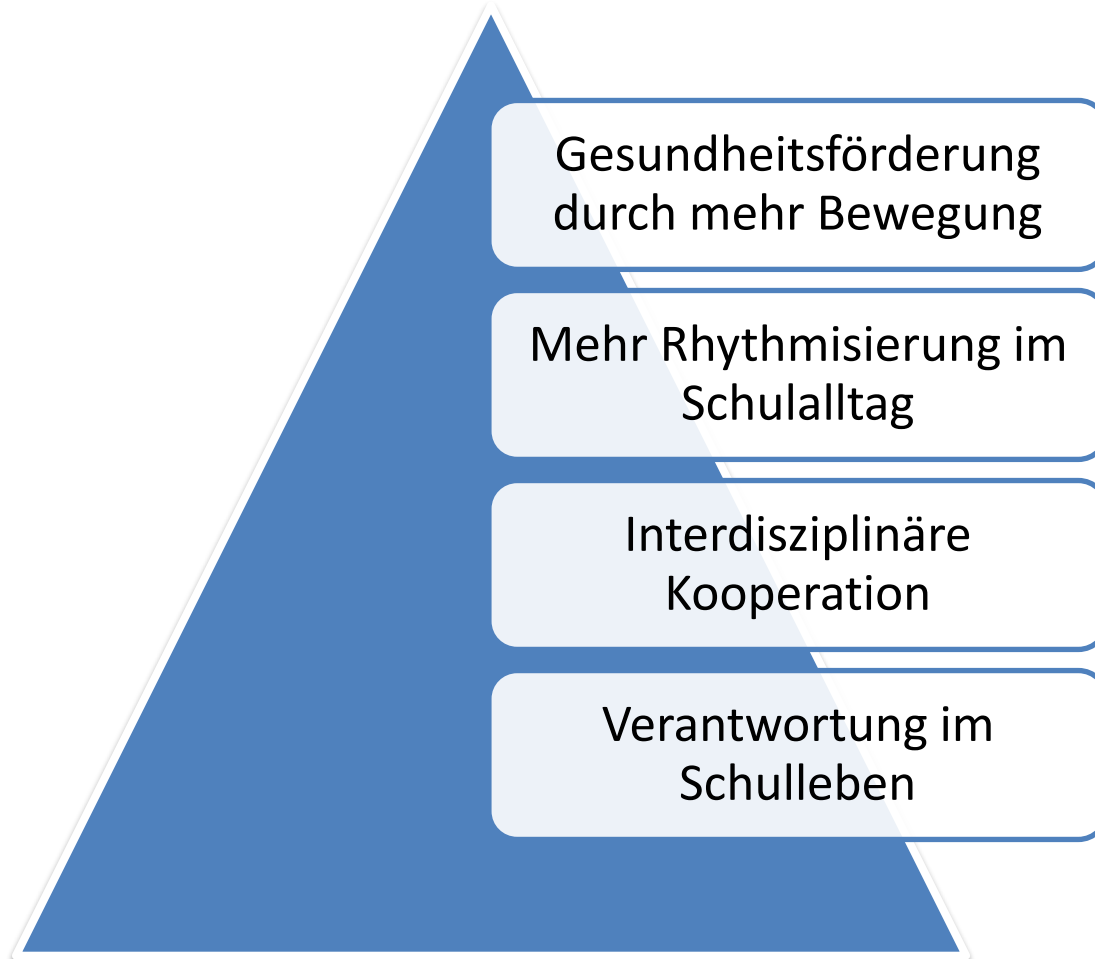 Gesundheitsförderung
durch mehr Bewegung
Mehr Rhythmisierung im
Schulalltag
Interdisziplinäre
Kooperation
Verantwortung im
Schulleben